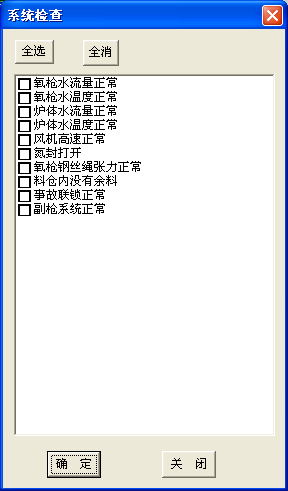 系统检查
全选 全消
氧枪水流量正常
氧枪水温度正常
炉体水流量正常
炉体水温度正常
风机高速正常
氮封打开
氧枪钢丝绳张力正常
料仓内没有余料
事故联锁正常
副枪系统正常
确 定 关 闭